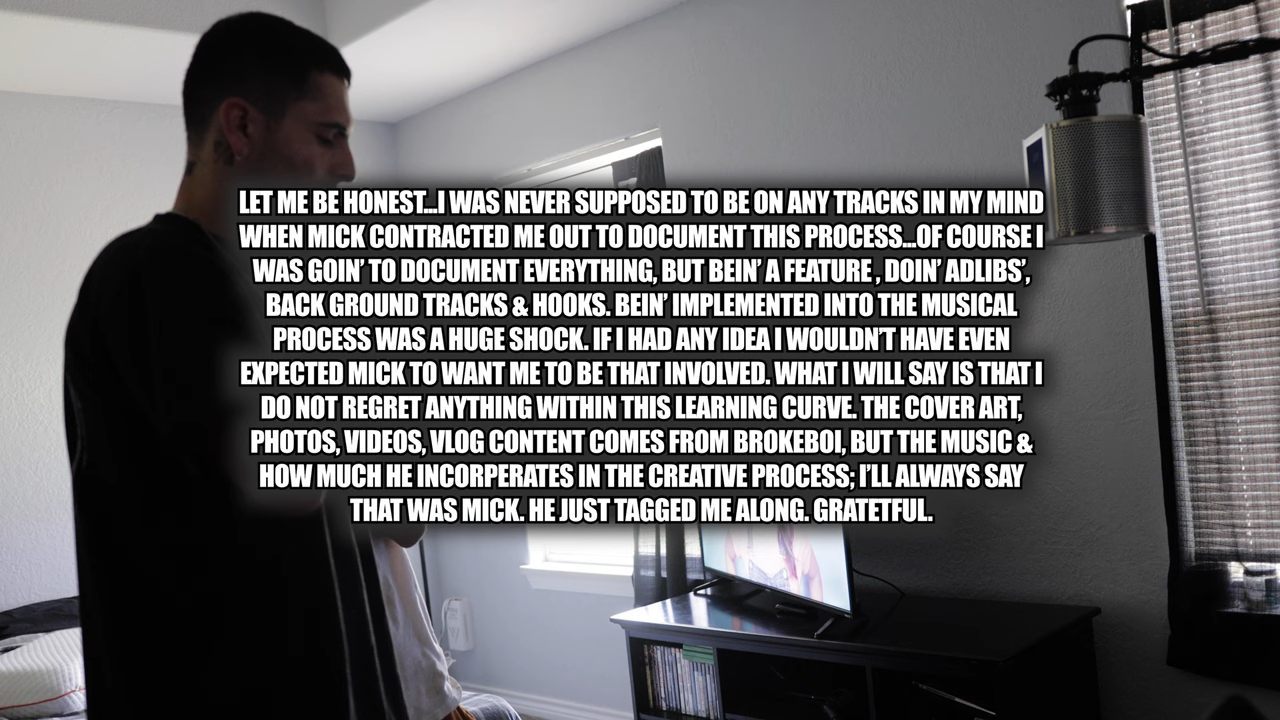 LET ME BE HONEST...I WAS NEVER SUPPOSED TO BE ON ANY TRACKS IN MY MIND
WHEN MICK CONTRACTED ME OUT TO DOCUMENT THIS PROCESS...OF COURSE I
WAS GOIN' TO DOCUMENT EVERYTHING, BUT BEIN' A FEATURE , DOIN' ADLIBS',
BACK GROUND TRACKS & HOOKS. BEIN' IMPLEMENTED INTO THE MUSICAL
PROCESS WAS A HUGE SHOCK. IF I HAD ANY IDEA I WOULDN'T HAVE EVEN
EXPECTED MICK TO WANT ME TO BE THAT INVOLVED. WHAT I WILL SAY IS THAT I
DO NOT REGRET ANYTHING WITHIN THIS LEARNING CURVE. THE COVER ART,
PHOTOS, VIDEOS, VLOG CONTENT COMES FROM BROKEBOI, BUT THE MUSIC &
HOW MUCH HE INCORPERATES IN THE CREATIVE PROCESS; I'LL ALWAYS SAY
THAT WAS MICK. HE JUST TAGGED ME ALONG. GRATETFUL.